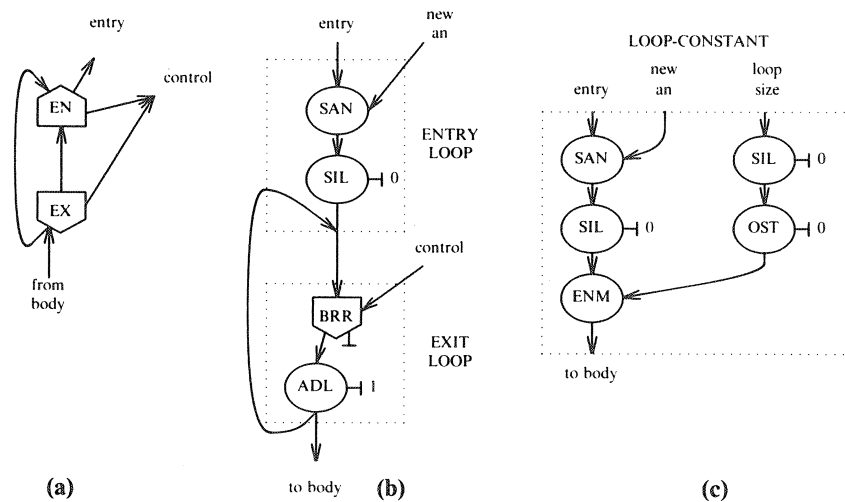 entry
control
EN
EX
from
body
(a)
entry
new
an
SAN
ENTRY
LOOP
SIL
0
control
BRR
EXIT
LOOP
ADL
1
to body
(b)
LOOP-CONSTANT
entry
new
an
loop
size
SAN
SIL
0
SIL
0
OST
0
ENM
to body
(c)